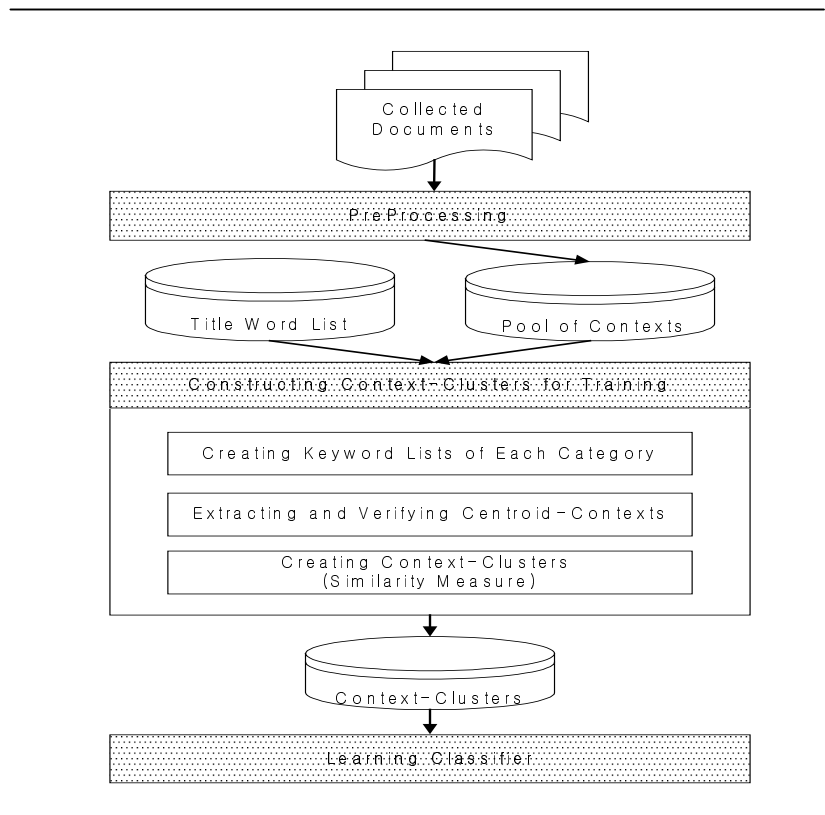 Collected
Documents
PreProcessing
Title Word List
Pool of Contexts
Constructing Context-Clusters for Training
Creating Keyword Lists of Each Category
Extracting and Verifying Centroid-Contexts
Creating Context-Clusters
(Similarity Measure)
Context-Clusters
Learning Classifier